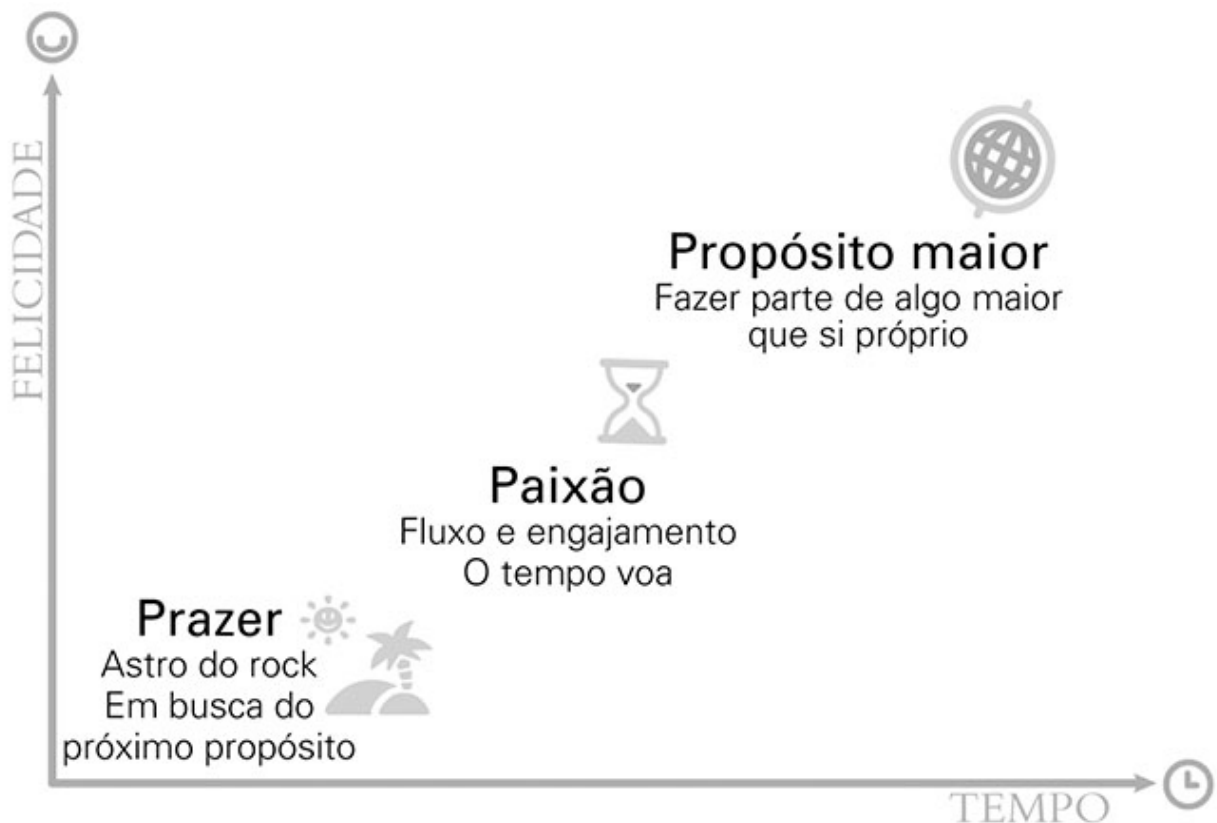 FELICIDADE
Propósito maior
Fazer parte de algo maior
que si próprio
Paixão
Fluxo e engajamento
O tempo voa
Prazer
Astro do rock
Em busca do
próximo propósito
TEMPO